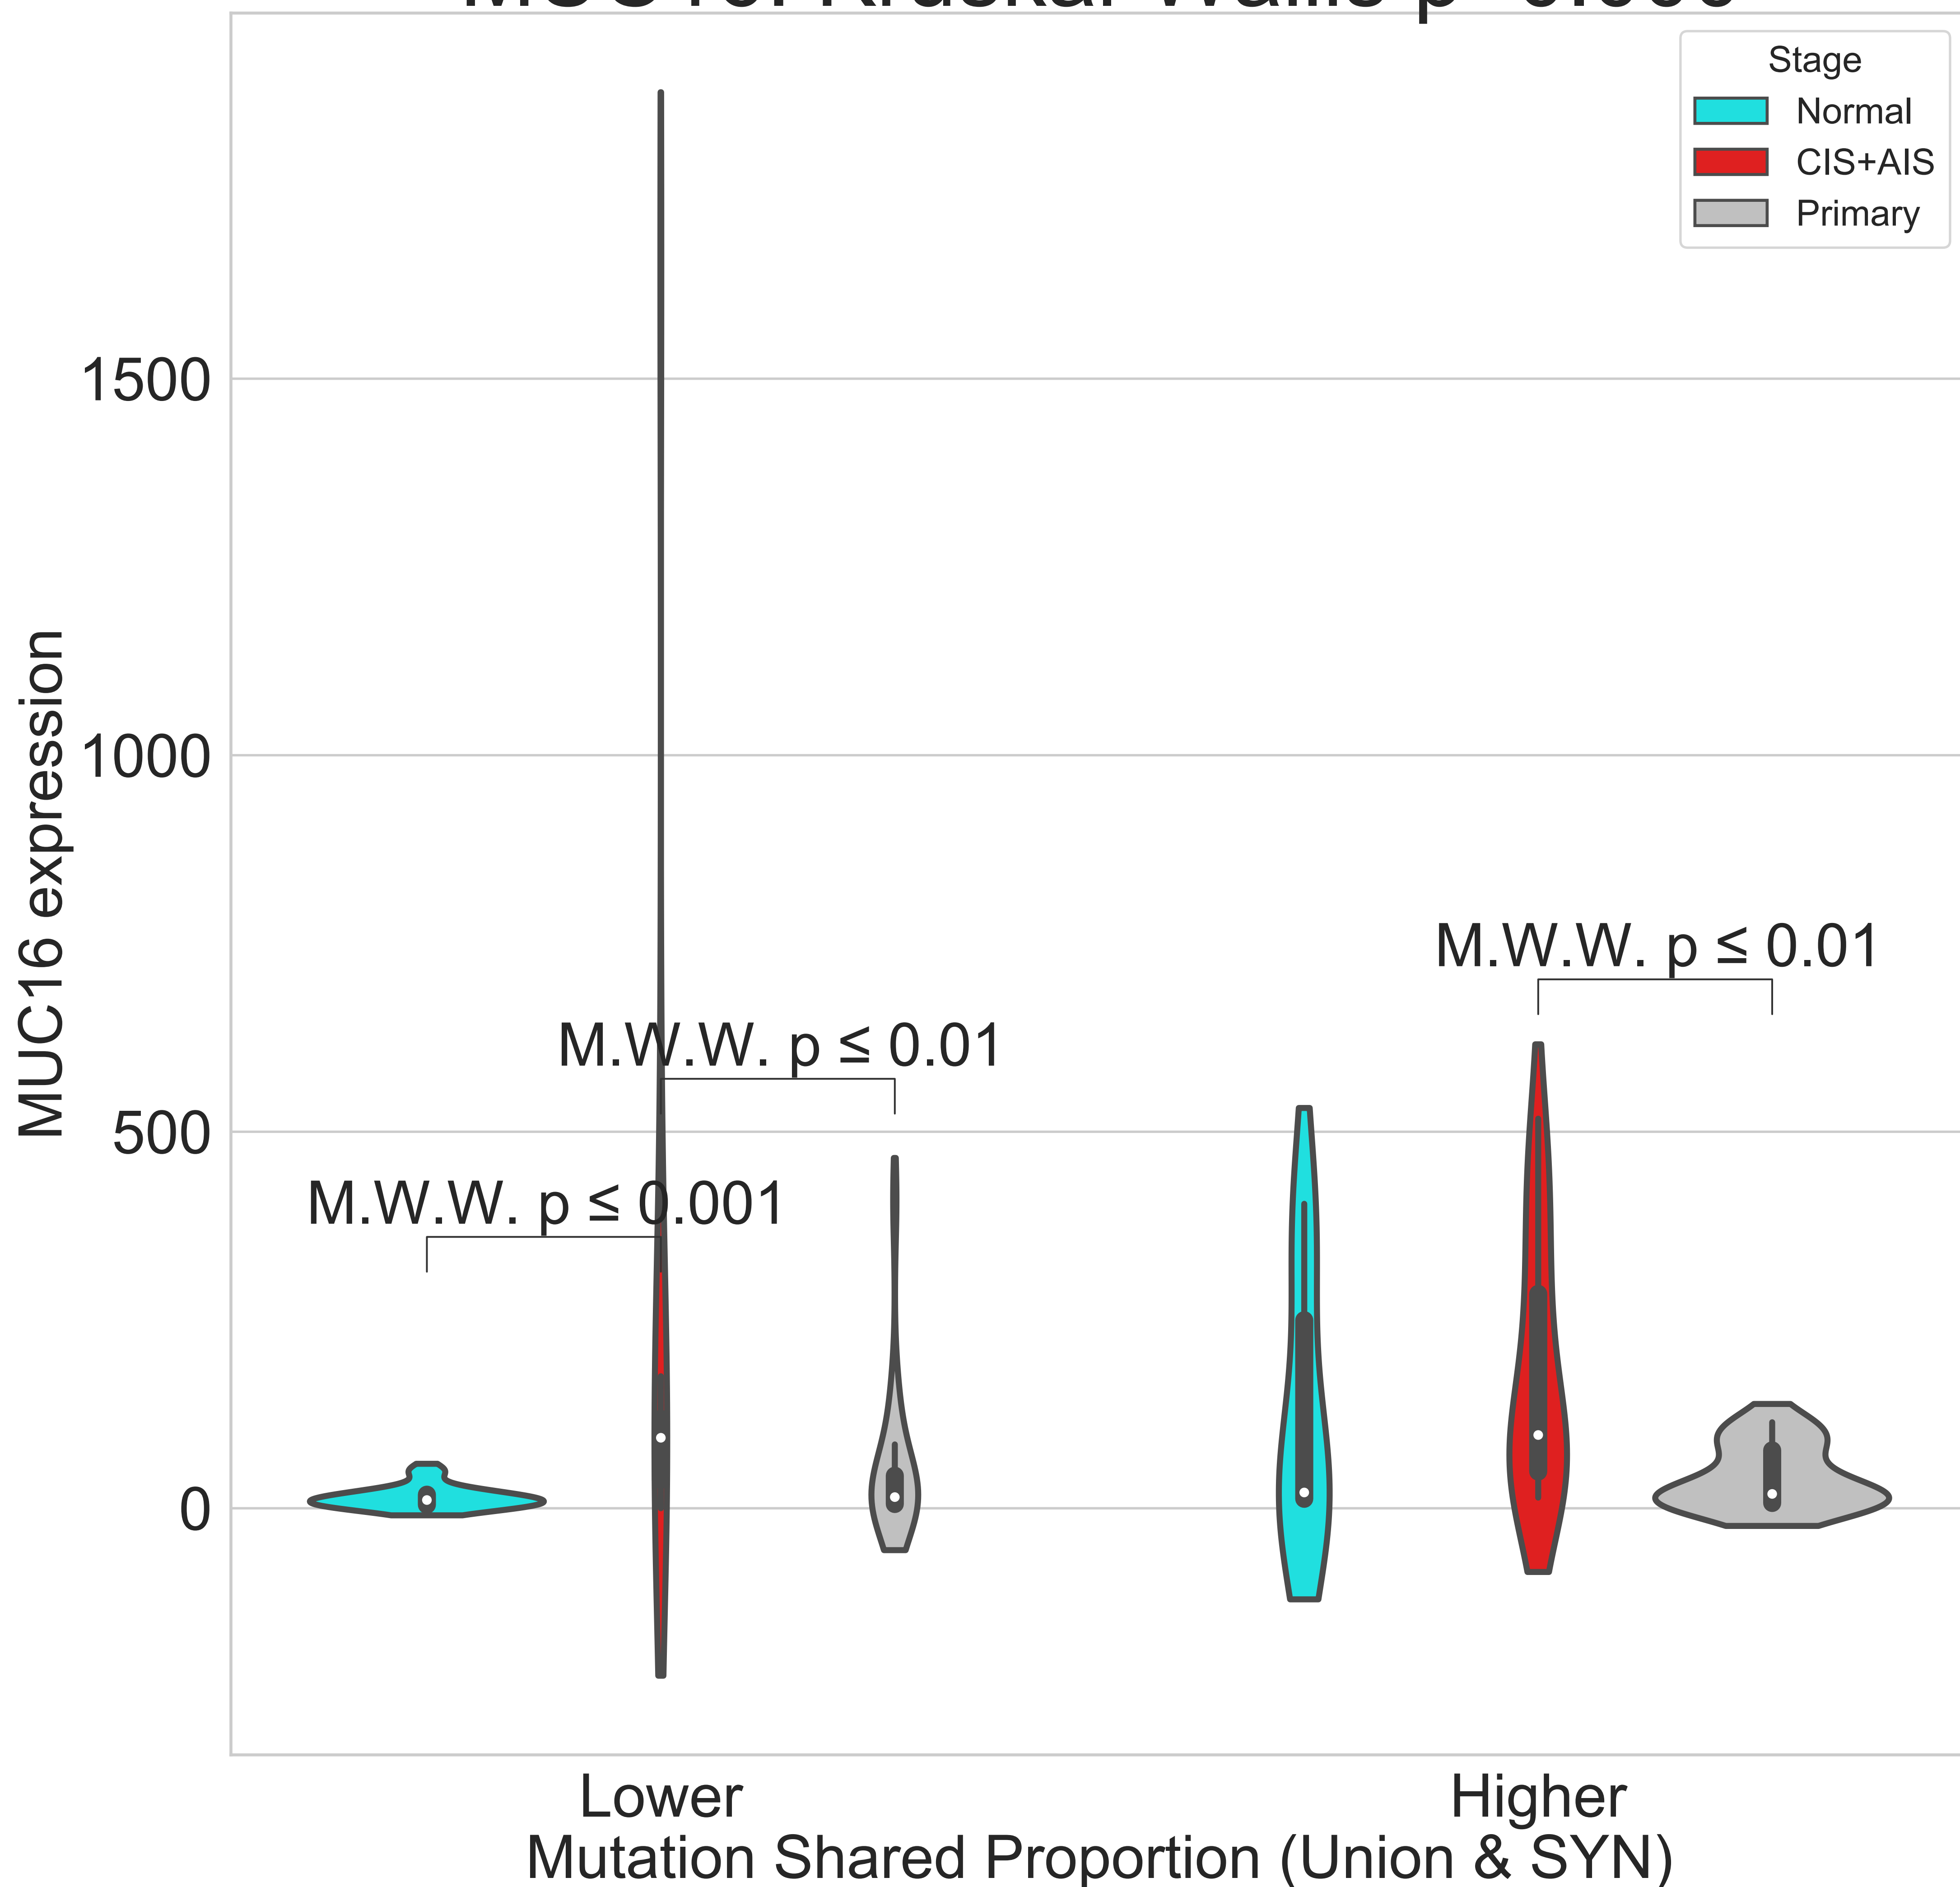 Stage
Normal
CIS+AIS
Primary
1500
1000
500
0
MUC16 expression
M.W.W. p ≤ 0.01
M.W.W. p ≤ 0.01
M.W.W. p ≤ 0.001
Lower
Higher
Mutation Shared Proportion (Union & SYN)